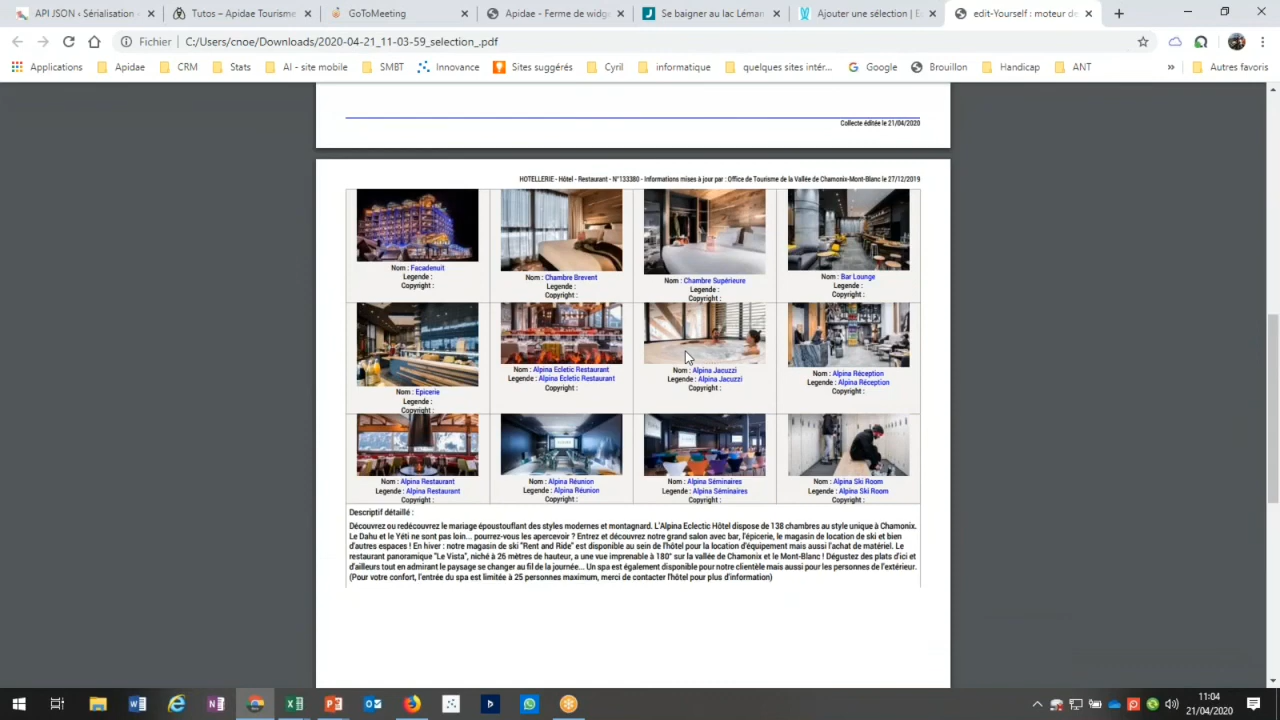 API JSON < Syndicat
Tutos – Apidae Tourisme
GoToMeeting
Apidae - Ferme de widg
Se baigner au lac Léman
Ajouter une sélection | E
edit-Yourself : moteur de
Fichier | C:/Users/cnoe/Downloads/2020-04-21_11-03-59_selection_.pdf
Applications
Apidae
CRM
Stats
AI - site mobile
SMBT
Innovance
Sites suggérés
Cyril
informatique
quelques sites intér...
Google
Brouillon
Handicap
ANT
»
Autres favoris
Collecte éditée le 21/04/2020
HOTELLERIE - Hôtel - Restaurant - N°133380 - Informations mises à jour par : Office de Tourisme de la Vallée de Chamonix-Mont-Blanc le 27/12/2019
Nom : Facadenuit
Legende :
Copyright :
Nom : Chambre Brevent
Legende :
Copyright :
Nom : Chambre Supérieure
Legende :
Copyright :
Nom : Bar Lounge
Legende :
Copyright :
Nom : Epicerie
Legende :
Copyright :
Nom : Alpina Ecletic Restaurant
Legende : Alpina Eclectic Restaurant
Copyright :
Nom : Alpina Jacuzzi
Legende : Alpina Jacuzzi
Copyright :
Nom : Alpina Réception
Legende : Alpina Réception
Copyright :
Nom : Alpina Restaurant
Legende : Alpina Restaurant
Copyright :
Nom : Alpina Réunion
Legende : Alpina Réunion
Copyright :
Nom : Alpina Séminaires
Legende : Alpina Séminaires
Copyright :
Nom : Alpina Ski Room
Legende : Alpina Ski Room
Copyright :
Descriptif détaillé :
Découvrez ou redécouvrez le mariage époustouflant des styles modernes et montagnard. L'Alpina Eclectic Hôtel dispose de 138 chambres au style unique à Chamonix.
Le Dahu et le Yéti ne sont pas loin... pourrez-vous les apercevoir ? Entrez et découvrez notre grand salon avec bar, l'épicerie, le magasin de location de ski et bien
d'autres espaces ! En hiver : notre magasin de ski "Rent and Ride" est disponible au sein de l'hôtel pour la location d'équipement mais aussi l'achat de matériel. Le
restaurant panoramique "Le Vista", niché à 26 mètres de hauteur, a une vue imprenable à 180° sur la vallée de Chamonix et le Mont-Blanc ! Dégustez des plats d'ici et
d'ailleurs tout en admirant le paysage se changer au fil de la journée... Un spa est également disponible pour notre clientèle mais aussi pour les personnes de l'extérieur.
(Pour votre confort, l'entrée du spa est limitée à 25 personnes maximum, merci de contacter l'hôtel pour plus d'information)
11:04
21/04/2020